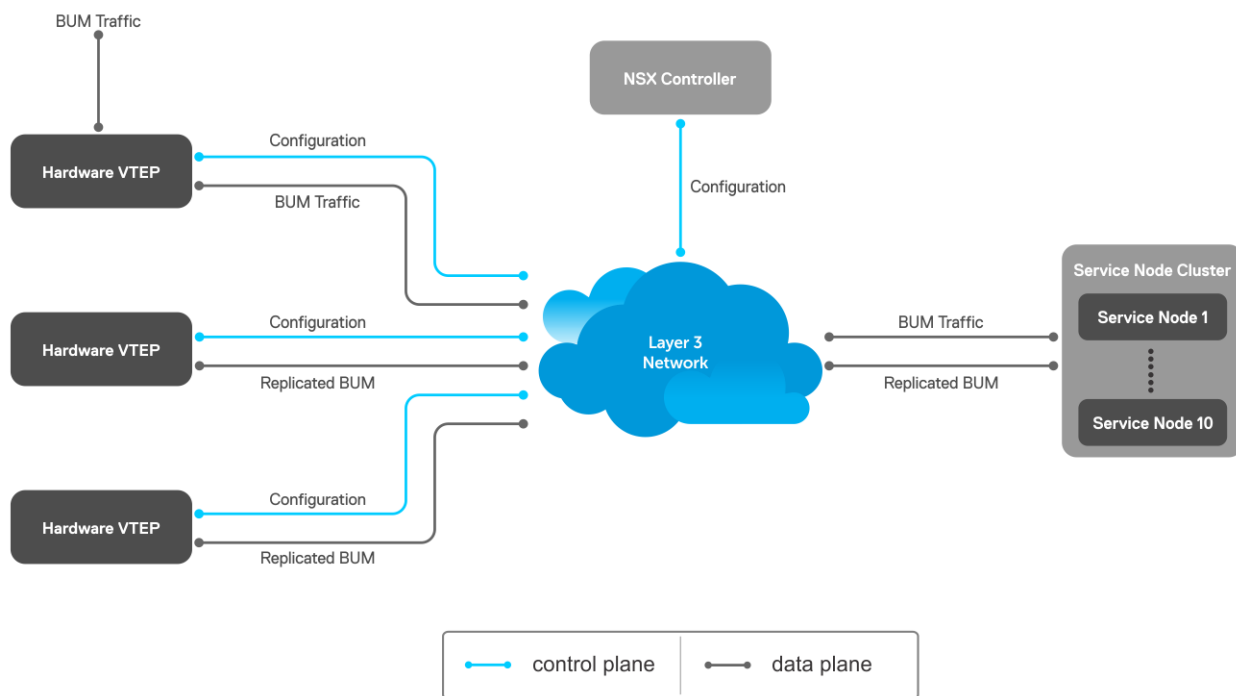 BUM Traffic
NSX Controller
Hardware VTEP
Configuration
BUM Traffic
Configuration
Hardware VTEP
Configuration
Replicated BUM
Layer 3
Network
BUM Traffic
Replicated BUM
Service Node Cluster
Service Node 1
Service Node 10
Hardware VTEP
Configuration
Replicated BUM
control plane
data plane